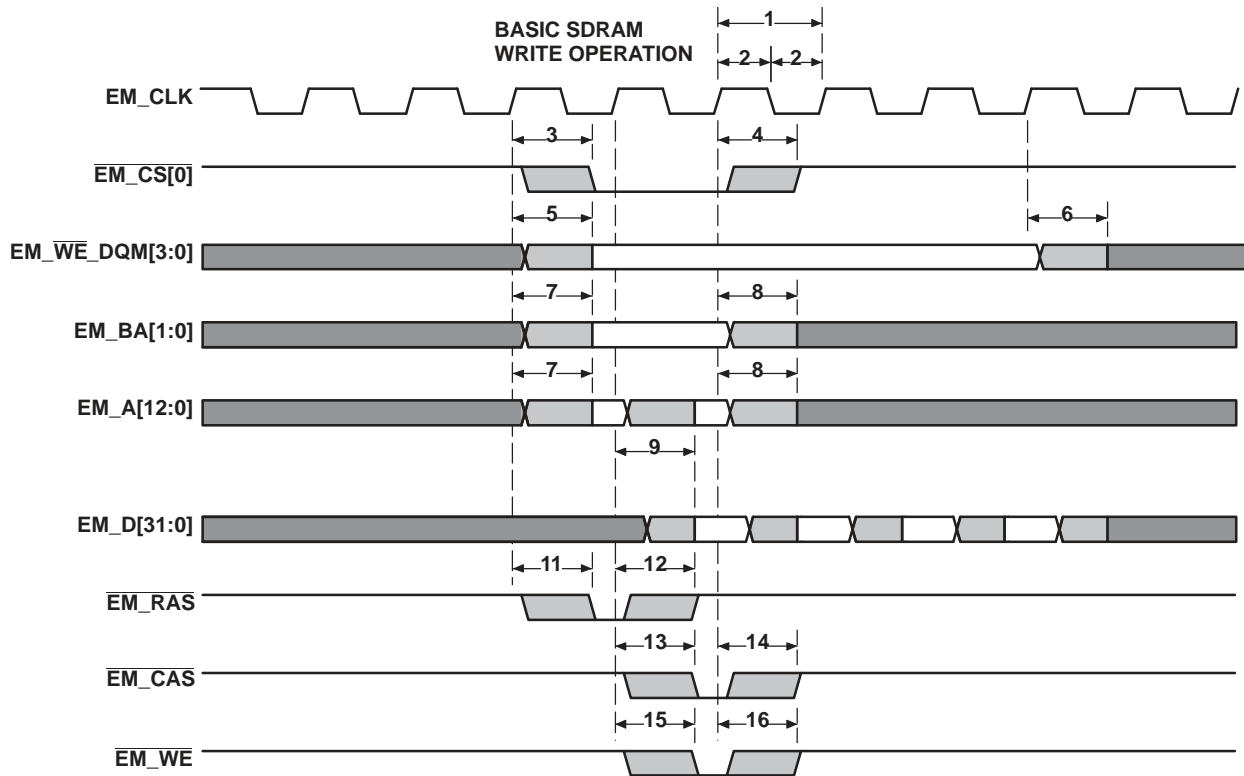 BASIC SDRAM
WRITE OPERATION
1
2 2
EM_CLK
3 4
EM_CS[0]
5 6
EM_WE_DQM[3:0]
7 8
EM_BA[1:0]
7 8
EM_A[12:0]
9
EM_D[31:0]
11 12
EM_RAS
13 14
EM_CAS
15 16
EM_WE